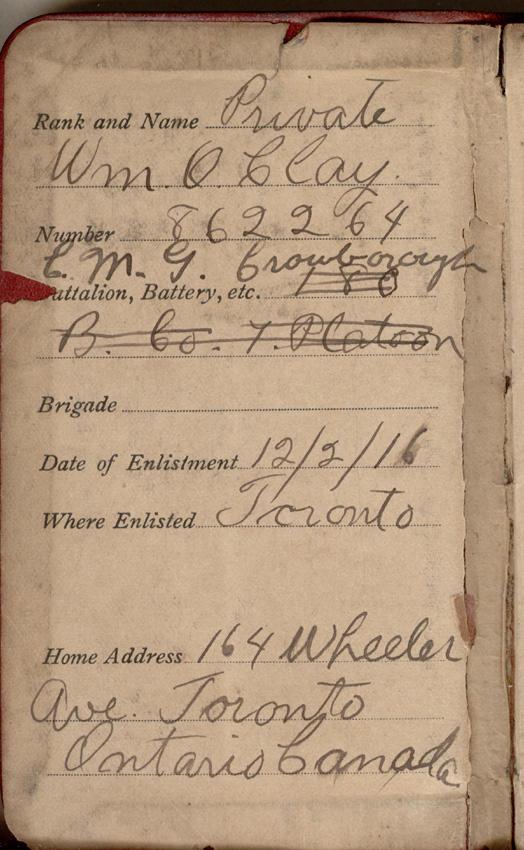 Rank and Name Private
Wm. O. Clay.
Number 862264
C. M. G. Crowborough
attalion, Battery, etc. 180
B. Co. 7. Platoon
Brigade
Date of Enlistment 12/2/16
Where Enlisted Toronto
Home Address 164 Wheeler
Ave. Toronto
Ontario Canada